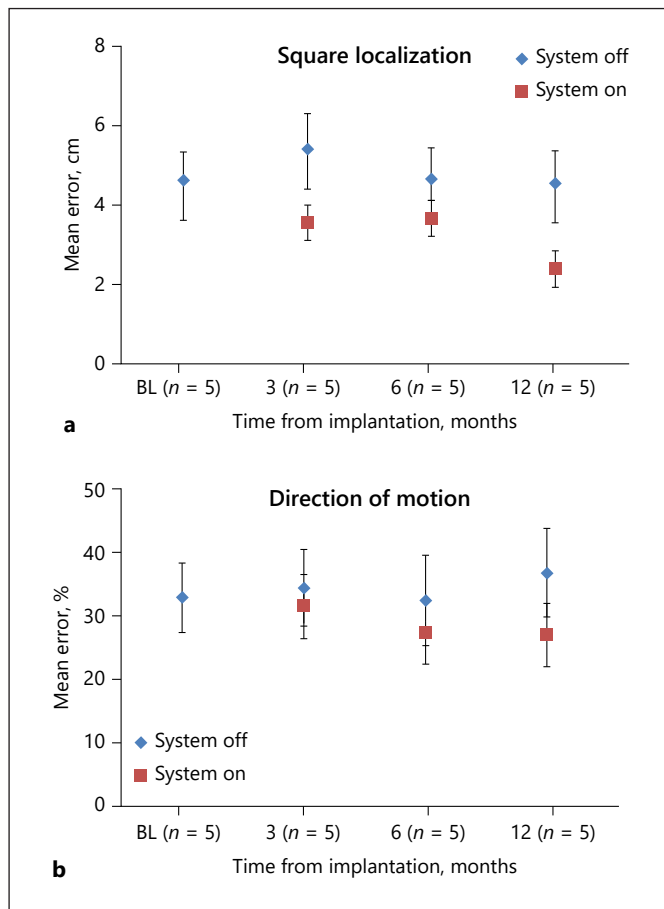 Square localization
System off
System on
8
6
4
2
0
Mean error, cm
BL (n = 5)
3 (n = 5)
6 (n = 5)
12 (n = 5)
Time from implantation, months
a
Direction of motion
50
40
30
20
10
0
Mean error, %
System off
System on
BL (n = 5)
3 (n = 5)
6 (n = 5)
12 (n = 5)
Time from implantation, months
b